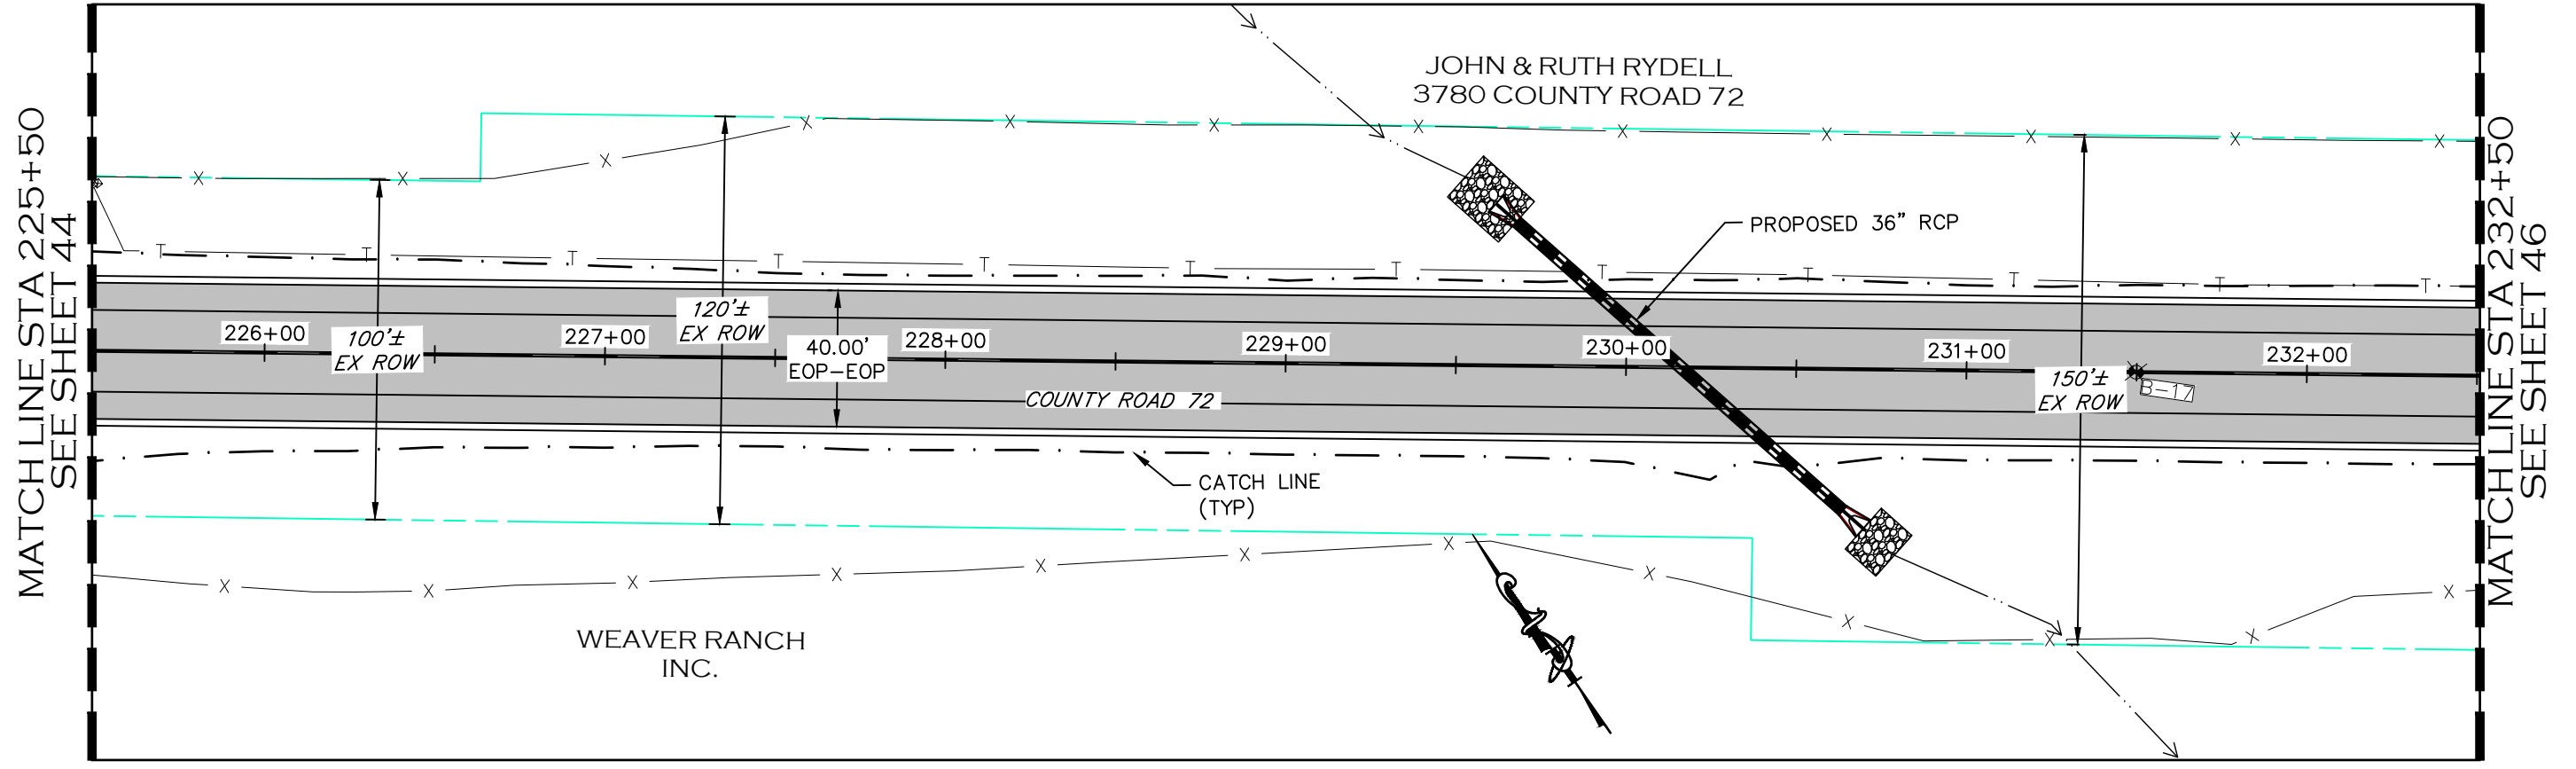 MATCH LINE STA 225+50
SEE SHEET 44
JOHN & RUTH RYDELL
3780 COUNTY ROAD 72
PROPOSED 36” RCP
226+00
100'±
EX ROW
227+00
120'±
EX ROW
40.00'
EOP-EOP
228+00
229+00
230+00
231+00
150'±
EX ROW
B-17
232+00
COUNTY ROAD 72
CATCH LINE
(TYP)
WEAVER RANCH
INC.
MATCH LINE STA 232+50
SEE SHEET 46
X X X X X X X X X X X X
T T T T T T T T T T T T
X X X X X X X X X X X X